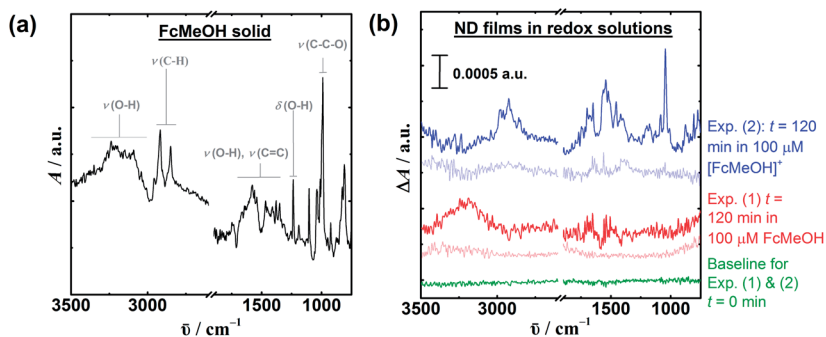 (a)
FcMeOH solid
ν(C-C-O)
ν(C-H)
ν(O-H)
δ(O-H)
ν(O-H), ν(C=C)
A / a.u.
3500 3000 1500 1000
ῡ / cm⁻¹
(b)
ND films in redox solutions
0.0005 a.u.
ΔA / a.u.
Exp. (2): t = 120
min in 100 μM
[FcMeOH]⁺
Exp. (1) t =
120 min in
100 μM FcMeOH
Baseline for
Exp. (1) & (2)
t = 0 min
3500 3000 1500 1000
ῡ / cm⁻¹